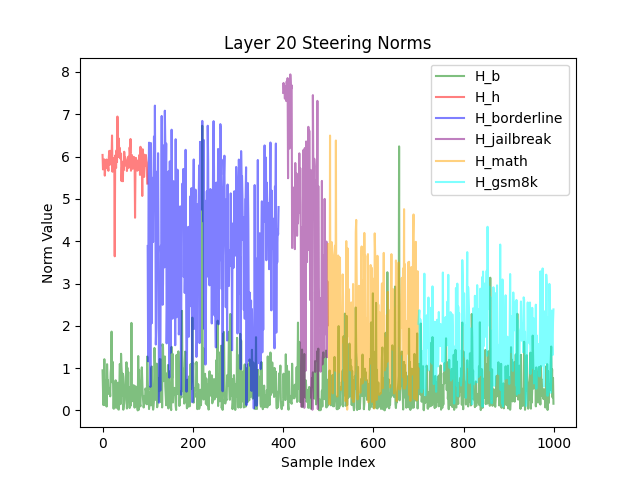 Layer 20 Steering Norms
Norm Value
8
7
6
5
4
3
2
1
0
H_b
H_h
H_borderline
H_jailbreak
H_math
H_gsm8k
0
200
400
600
800
1000
Sample Index